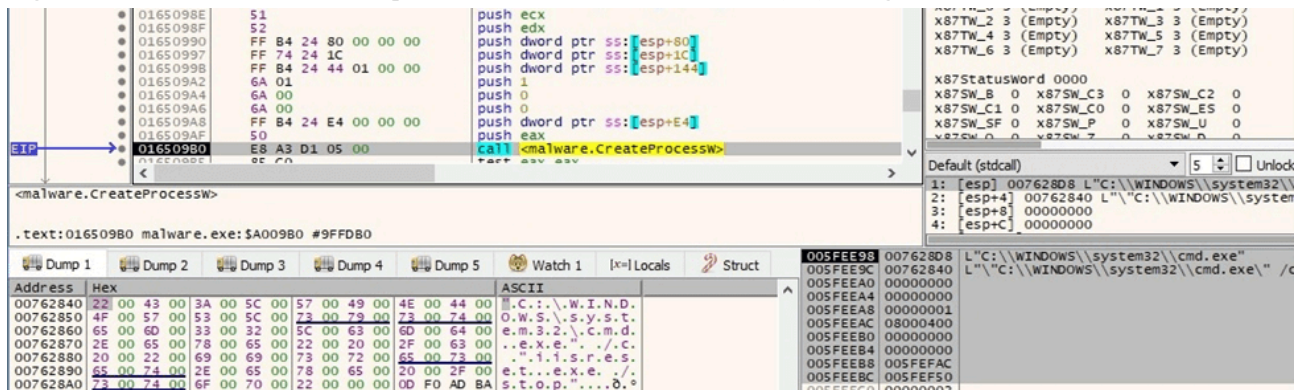 0165098E 51 push ecx
0165098F 52 push edx
01650990 FF B4 24 80 00 00 00 push dword ptr ss:[esp+80]
01650997 FF 74 24 1C push dword ptr ss:[esp+1C]
0165099B FF B4 24 44 01 00 00 push dword ptr ss:[esp+144]
016509A2 6A 01 push 1
016509A4 6A 00 push 0
016509A6 6A 00 push 0
016509A8 FF B4 24 E4 00 00 00 push dword ptr ss:[esp+E4]
016509AF 50 push eax
EIP 016509B0 E8 A3 D1 05 00 call <malware.CreateProcessW>
<malware.CreateProcessW>
.text:016509B0 malware.exe:$A009B0 #9FFDB0
x87TW_2 3 (Empty) x87TW_3 3 (Empty)
x87TW_4 3 (Empty) x87TW_5 3 (Empty)
x87TW_6 3 (Empty) x87TW_7 3 (Empty)
x87StatusWord 0000
x87SW_B 0 x87SW_C3 0 x87SW_C2 0
x87SW_C1 0 x87SW_C0 0 x87SW_ES 0
x87SW_SF 0 x87SW_P 0 x87SW_U 0
Default (stdcall) 5 Unlock
1: [esp] 007628D8 L"C:\\WINDOWS\\system32\\
2: [esp+4] 00762840 L"\"C:\\WINDOWS\\system
3: [esp+8] 00000000
4: [esp+C] 00000000
Dump 1 Dump 2 Dump 3 Dump 4 Dump 5 Watch 1 [x=] Locals Struct
Address Hex ASCII
00762840 22 00 43 00 3A 00 5C 00 57 00 49 00 4E 00 44 00 ".C.:.\.W.I.N.D.
00762850 4F 00 57 00 53 00 5C 00 73 00 79 00 73 00 74 00 O.W.S.\.s.y.s.t.
00762860 65 00 6D 00 33 00 32 00 5C 00 63 00 6D 00 64 00 e.m.3.2.\.c.m.d.
00762870 2E 00 65 00 78 00 65 00 22 00 20 00 2F 00 63 00 ..e.x.e.". ./.c.
00762880 20 00 22 00 69 00 69 00 73 00 72 00 65 00 73 00  .".i.i.s.r.e.s.
00762890 65 00 74 00 2E 00 65 00 78 00 65 00 20 00 2F 00 e.t...e.x.e. ./.
007628A0 73 00 74 00 6F 00 70 00 22 00 00 00 0D F0 AD BA s.t.o.p."....ð.º
005FEE98 007628D8 L"C:\\WINDOWS\\system32\\cmd.exe"
005FEE9C 00762840 L"\"C:\\WINDOWS\\system32\\cmd.exe\" /c
005FEEA0 00000000
005FEEA4 00000000
005FEEA8 00000001
005FEEAC 08000400
005FEEB0 00000000
005FEEB4 00000000
005FEEB8 005FEFAC
005FEEBC 005FEF50